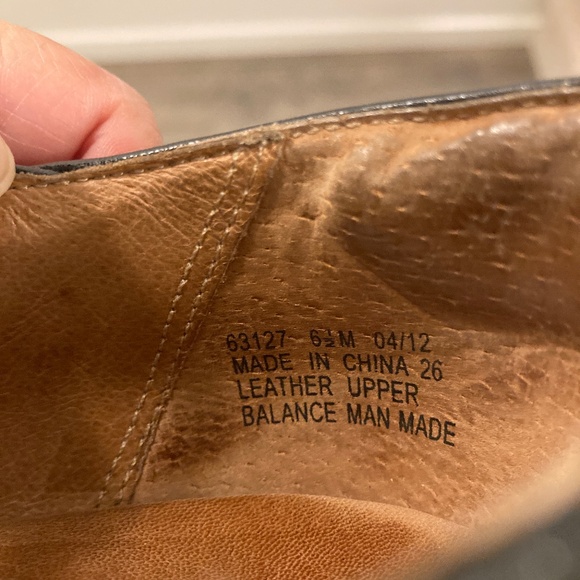 63127 6½M 04/12
MADE IN CHINA 26
LEATHER UPPER
BALANCE MAN MADE